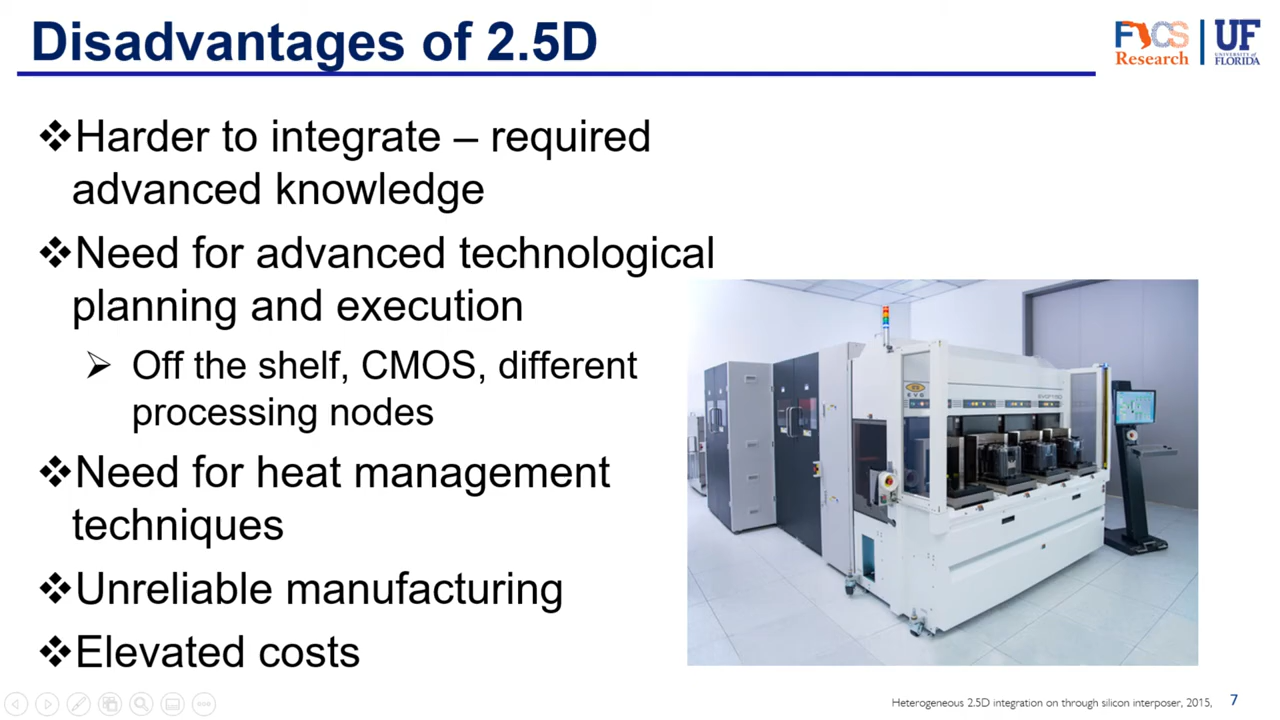 Disadvantages of 2.5D
FICS
Research
UF
UNIVERSITY of
FLORIDA
❖Harder to integrate – required
advanced knowledge
❖Need for advanced technological
planning and execution
➢ Off the shelf, CMOS, different
processing nodes
❖Need for heat management
techniques
❖Unreliable manufacturing
❖Elevated costs
EVG
Heterogeneous 2.5D integration on through silicon interposer, 2015,
7